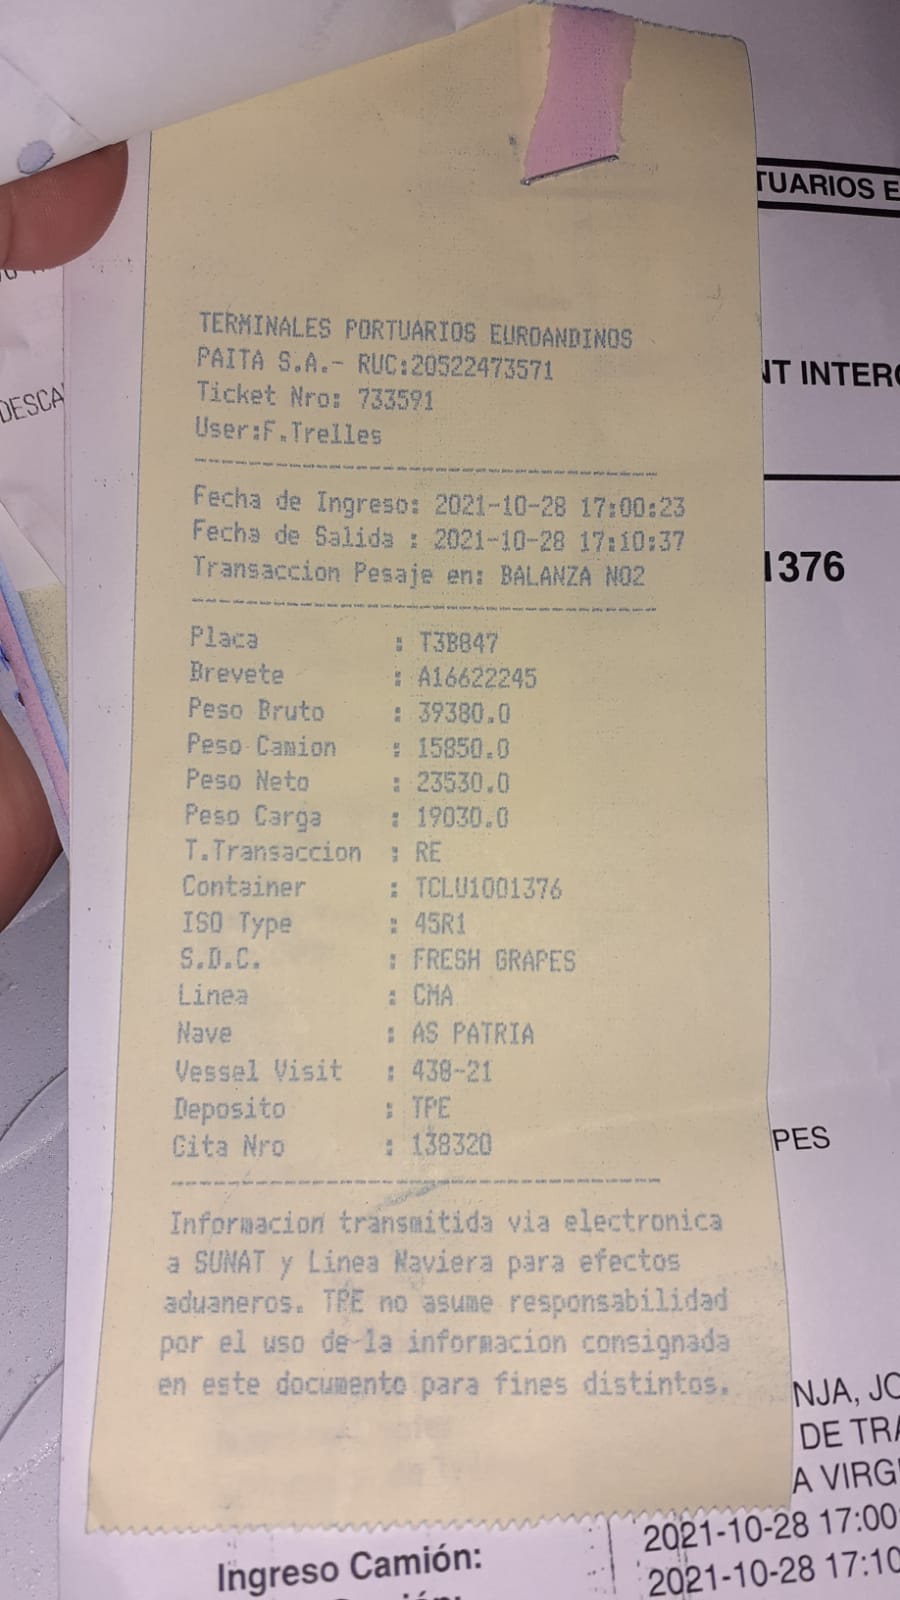 TUARIOS E
TERMINALES PORTUARIOS EUROANDINOS
PAITA S.A.- RUC:20522473571
Ticket Nro: 733591
User:F.Trelles
NT INTER
DESCA
Fecha de Ingreso: 2021-10-28 17:00:23
Fecha de Salida : 2021-10-28 17:10:37
Transaccion Pesaje en: BALANZA NO2
1376
Placa : T3B847
Brevete : A16622245
Peso Bruto : 39380.0
Peso Camion : 15850.0
Peso Neto : 23530.0
Peso Carga : 19030.0
T.Transaccion : RE
Container : TCLU1001376
ISO Type : 45R1
S.D.C. : FRESH GRAPES
Linea : CMA
Nave : AS PATRIA
Vessel Visit : 438-21
Deposito : TPE
Cita Nro : 138320
PES
Informacion transmitida via electronica
a SUNAT y Linea Naviera para efectos
aduaneros. TPE no asume responsabilidad
por el uso de la informacion consignada
en este documento para fines distintos.
NJA, JO
DE TRA
A VIRG
2021-10-28 17:00
Ingreso Camión:
2021-10-28 17:10